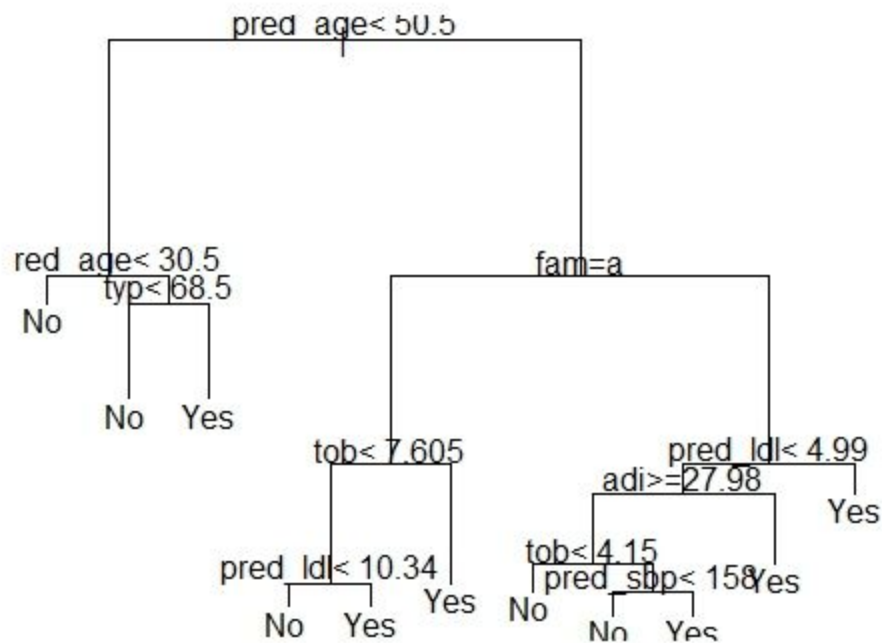 pred_age< 50.5
red_age< 30.5
fam=a
typ< 68.5
No
No Yes
tob< 7.605
pred_ldl< 4.99
adi>=27.98
Yes
tob< 4.15
pred_ldl< 10.34
pred_sbp< 158
Yes
Yes
No
No Yes
No Yes